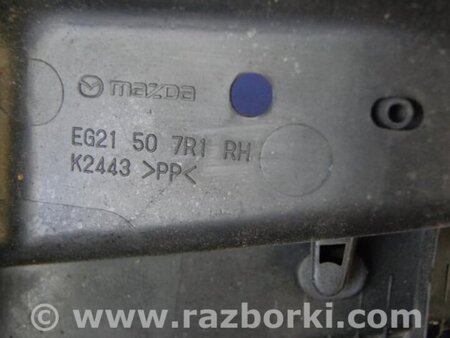 mazda
EG21 50 7R1 RH
K2443 >PP<
© www.razborki.com